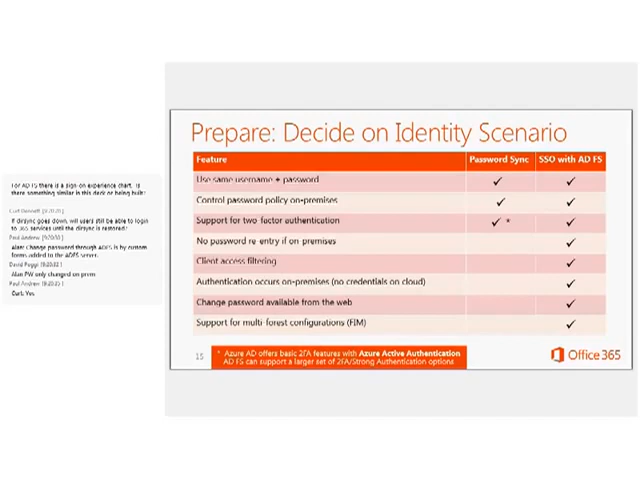 For AD FS there is a sign-on experience chart. Is
there something similar in this deck or being built?
If dirsync goes down, will users still be able to login
to 365 services until the dirsync is restored?
Paul Andrew
Alan: Change password through ADFS is by custom
forms added to the ADFS server.
David
Alan PW only changed on prem
Paul Andrew
Curt: Yes
Prepare: Decide on Identity Scenario
Feature Password Sync SSO with AD FS
Use same username + password ✓ ✓
Control password policy on-premises ✓ ✓
Support for two factor authentication ✓ * ✓
No password re entry if on premises ✓
Client access filtering ✓
Authentication occurs on-premises (no credentials on cloud) ✓
Change password available from the web ✓
Support for multi-forest configurations (FIM) ✓
15
* Azure AD offers basic 2FA features with Azure Active Authentication
AD FS can support a larger set of 2FA/Strong Authentication options
Office 365